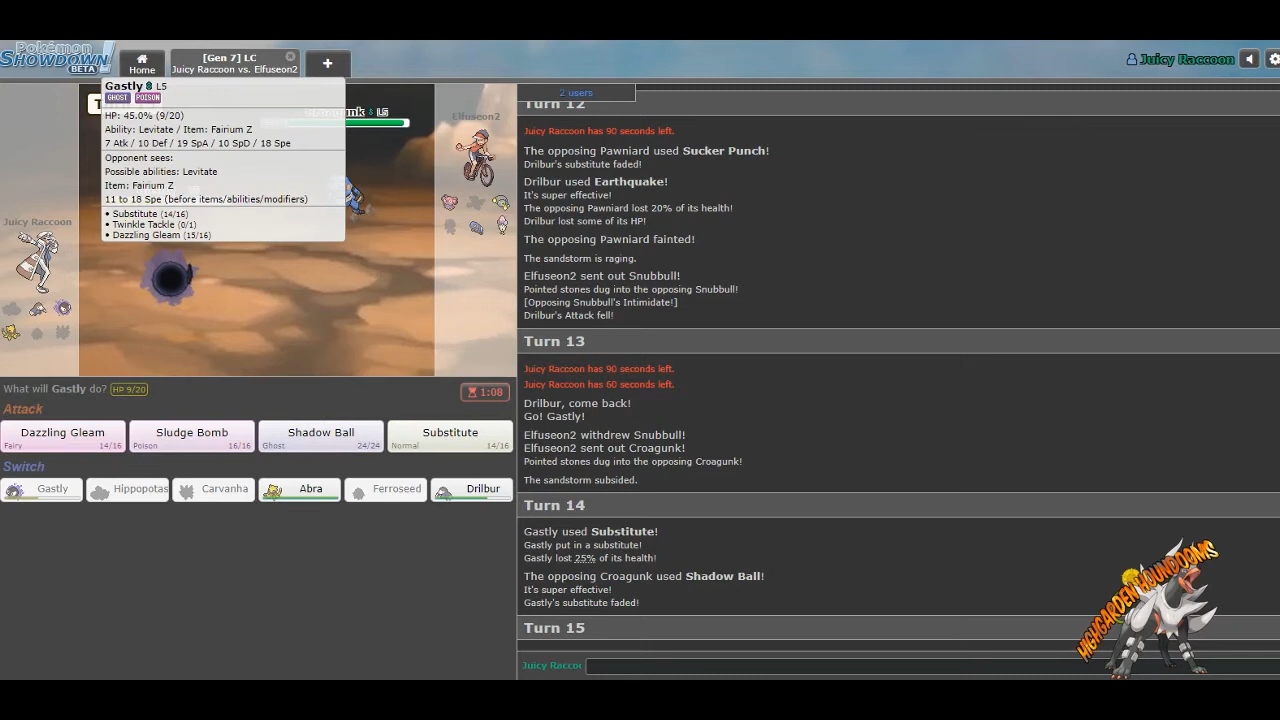 Pokémon
SHOWDOWN!
BETA
Home
[Gen 7] LC
Juicy Raccoon vs. Elfuseon2
+
Juicy Raccoon
Gastly L5
GHOST POISON
HP: 45.0% (9/20)
Ability: Levitate / Item: Fairium Z
7 Atk / 10 Def / 19 SpA / 10 SpD / 18 Spe
Opponent sees:
Possible abilities: Levitate
Item: Fairium Z
11 to 18 Spe (before items/abilities/modifiers)
• Substitute (14/16)
• Twinkle Tackle (0/1)
• Dazzling Gleam (15/16)
L5
Elfuseon2
Juicy Raccoon
What will Gastly do? HP 9/20
1:08
Attack
Dazzling Gleam
Fairy 14/16
Sludge Bomb
Poison 16/16
Shadow Ball
Ghost 24/24
Substitute
Normal 14/16
Switch
Gastly
Hippopotas
Carvanha
Abra
Ferroseed
Drilbur
2 users
Turn 12
Juicy Raccoon has 90 seconds left.
The opposing Pawniard used Sucker Punch!
Drilbur's substitute faded!
Drilbur used Earthquake!
It's super effective!
The opposing Pawniard lost 20% of its health!
Drilbur lost some of its HP!
The opposing Pawniard fainted!
The sandstorm is raging.
Elfuseon2 sent out Snubbull!
Pointed stones dug into the opposing Snubbull!
[Opposing Snubbull's Intimidate!]
Drilbur's Attack fell!
Turn 13
Juicy Raccoon has 90 seconds left.
Juicy Raccoon has 60 seconds left.
Drilbur, come back!
Go! Gastly!
Elfuseon2 withdrew Snubbull!
Elfuseon2 sent out Croagunk!
Pointed stones dug into the opposing Croagunk!
The sandstorm subsided.
Turn 14
Gastly used Substitute!
Gastly put in a substitute!
Gastly lost 25% of its health!
The opposing Croagunk used Shadow Ball!
It's super effective!
Gastly's substitute faded!
Turn 15
Juicy Raccoo
HIGHGARDEN HOUNDOOMS